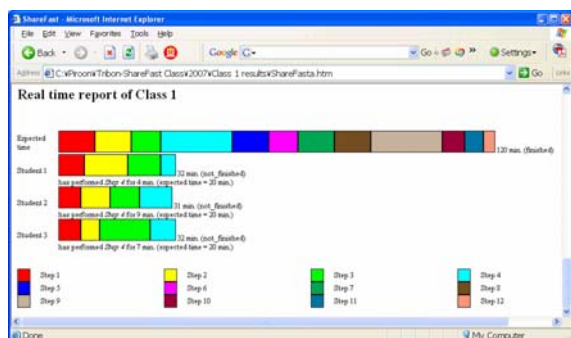 ShareFast - Microsoft Internet Explorer
File Edit View Favorites Tools Help
Back Google G Go Settings
Address C:¥Proon¥Tribon-ShareFast Class¥2007¥Class 1 results¥ShareFasta.htm Go Links
Real time report of Class 1
Expected time
120 min. (finished)
Student 1
32 min. (not_finished)
has performed Step 4 for 4 min. (expected time = 20 min.)
Student 2
31 min. (not_finished)
has performed Step 4 for 9 min. (expected time = 20 min.)
Student 3
32 min. (not_finished)
has performed Step 4 for 7 min. (expected time = 20 min.)
Step 1 Step 2 Step 3 Step 4
Step 5 Step 6 Step 7 Step 8
Step 9 Step 10 Step 11 Step 12
Done My Computer